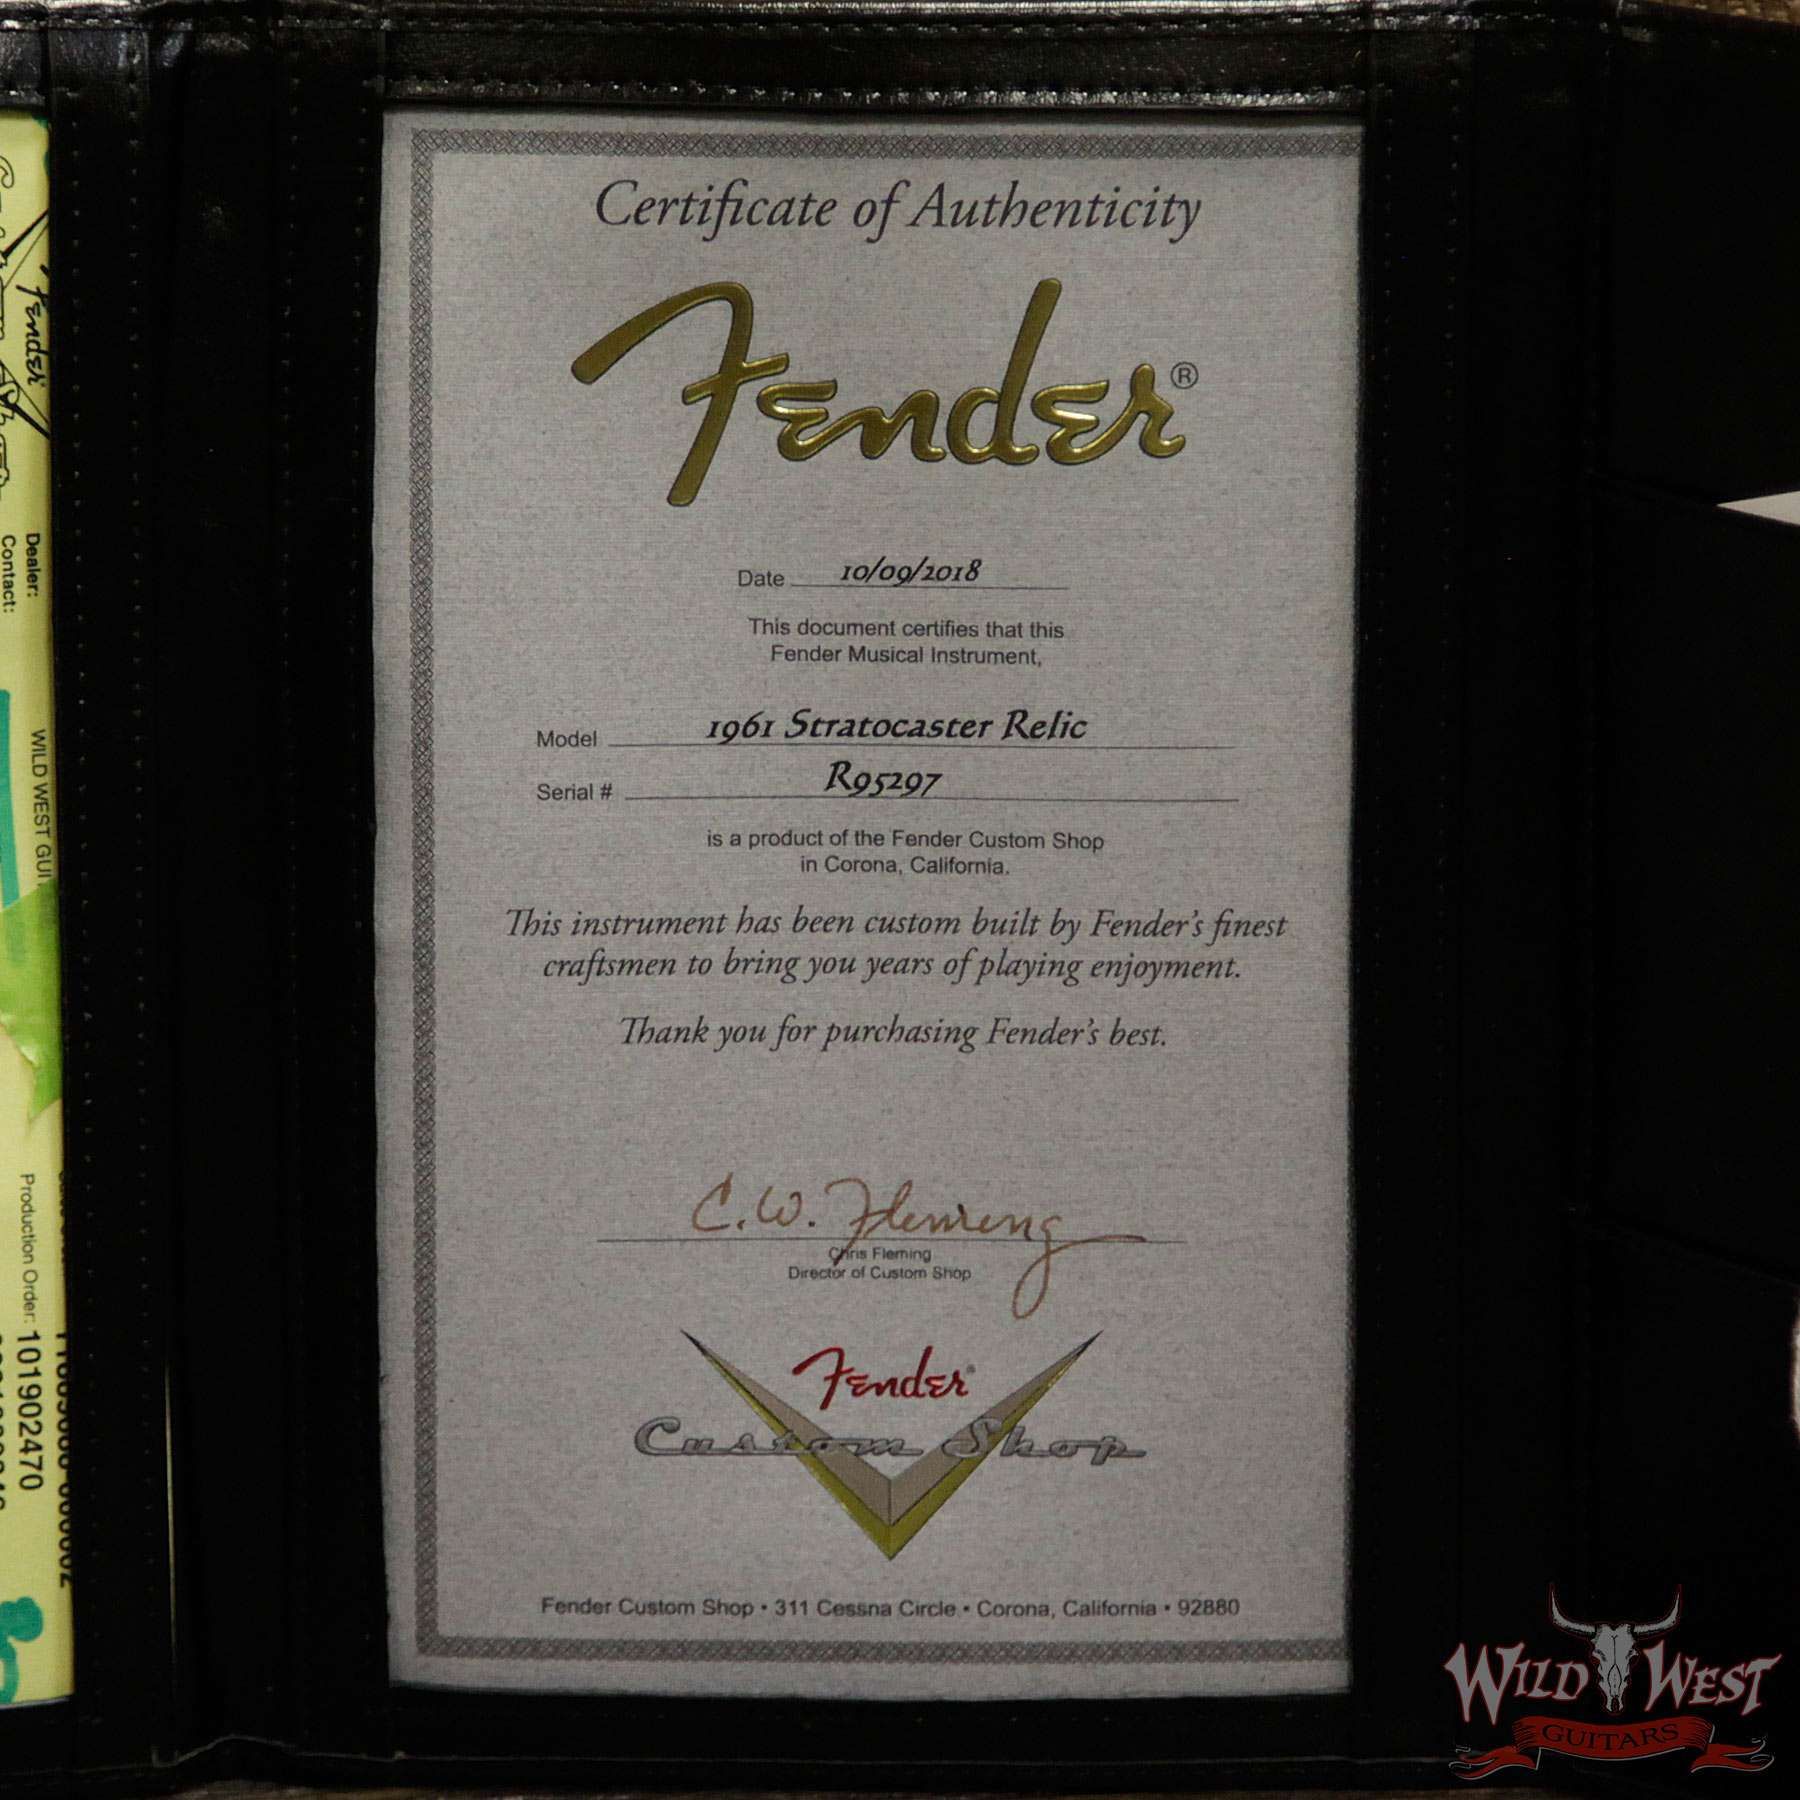 Certificate of Authenticity
Fender®
Date 10/09/2018
This document certifies that this
Fender Musical Instrument,
Model 1961 Stratocaster Relic
Serial # R95297
is a product of the Fender Custom Shop
in Corona, California.
This instrument has been custom built by Fender's finest
craftsmen to bring you years of playing enjoyment.
Thank you for purchasing Fender's best.
C.W. Fleming
Chris Fleming
Director of Custom Shop
Fender
Custom Shop
Fender Custom Shop • 311 Cessna Circle • Corona, California • 92880
Fender
Dealer:
Contact:
WILD WEST GUI
Production Order: 101902470
WILD WEST
GUITARS